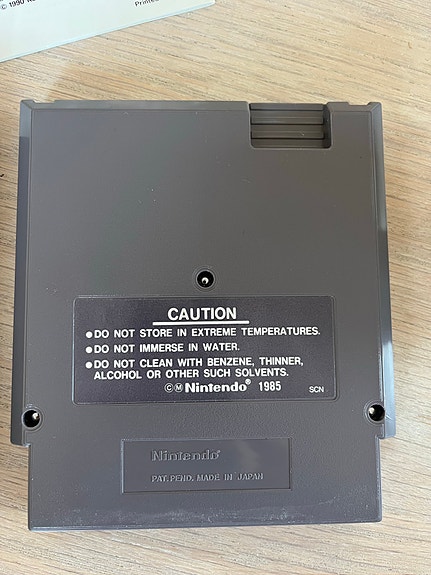 © 1990
Printed
CAUTION
● DO NOT STORE IN EXTREME TEMPERATURES.
● DO NOT IMMERSE IN WATER.
● DO NOT CLEAN WITH BENZENE, THINNER,
ALCOHOL OR OTHER SUCH SOLVENTS.
©Ⓜ Nintendo® 1985 SCN
Nintendo®
PAT. PEND. MADE IN JAPAN